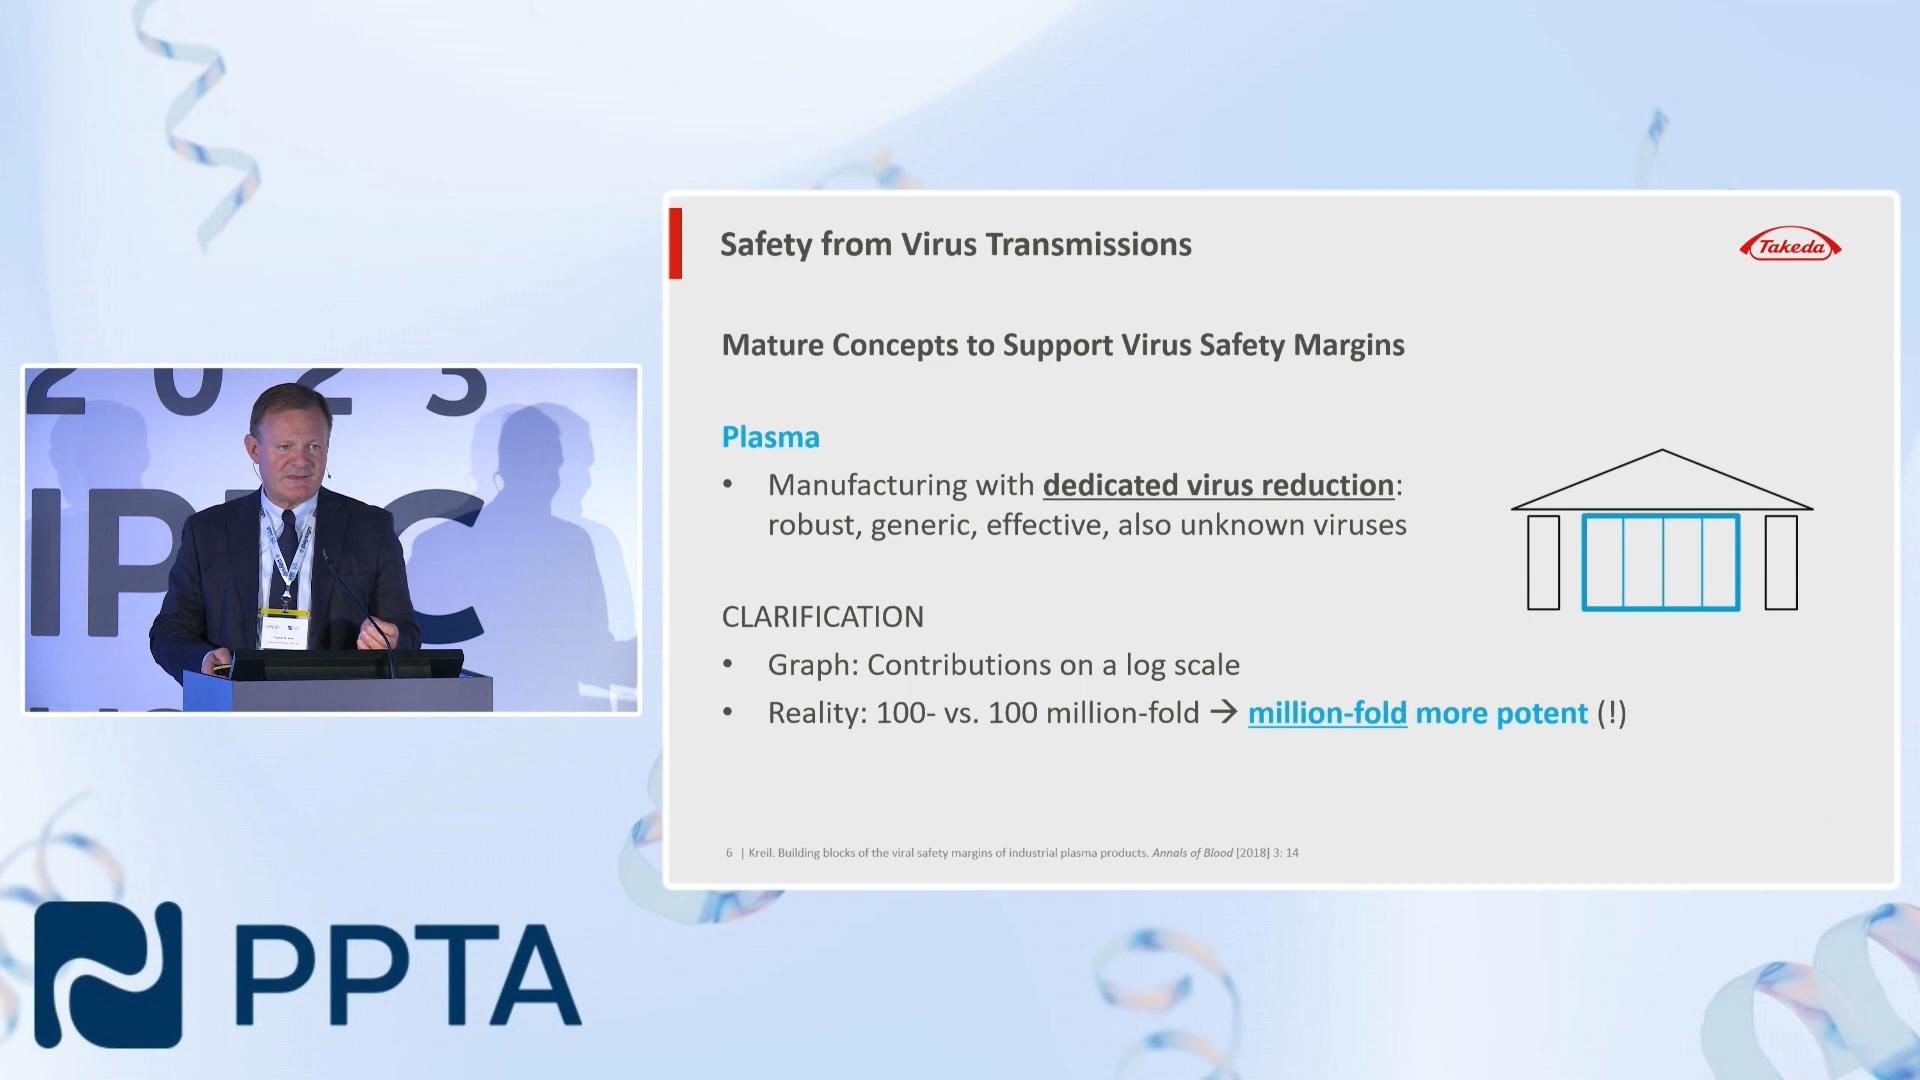 Safety from Virus Transmissions
Takeda
Mature Concepts to Support Virus Safety Margins
Plasma
• Manufacturing with dedicated virus reduction:
robust, generic, effective, also unknown viruses
CLARIFICATION
• Graph: Contributions on a log scale
• Reality: 100- vs. 100 million-fold → million-fold more potent (!)
6 | Kreil. Building blocks of the viral safety margins of industrial plasma products. Annals of Blood [2018] 3: 14
2023
IP C
PPTA